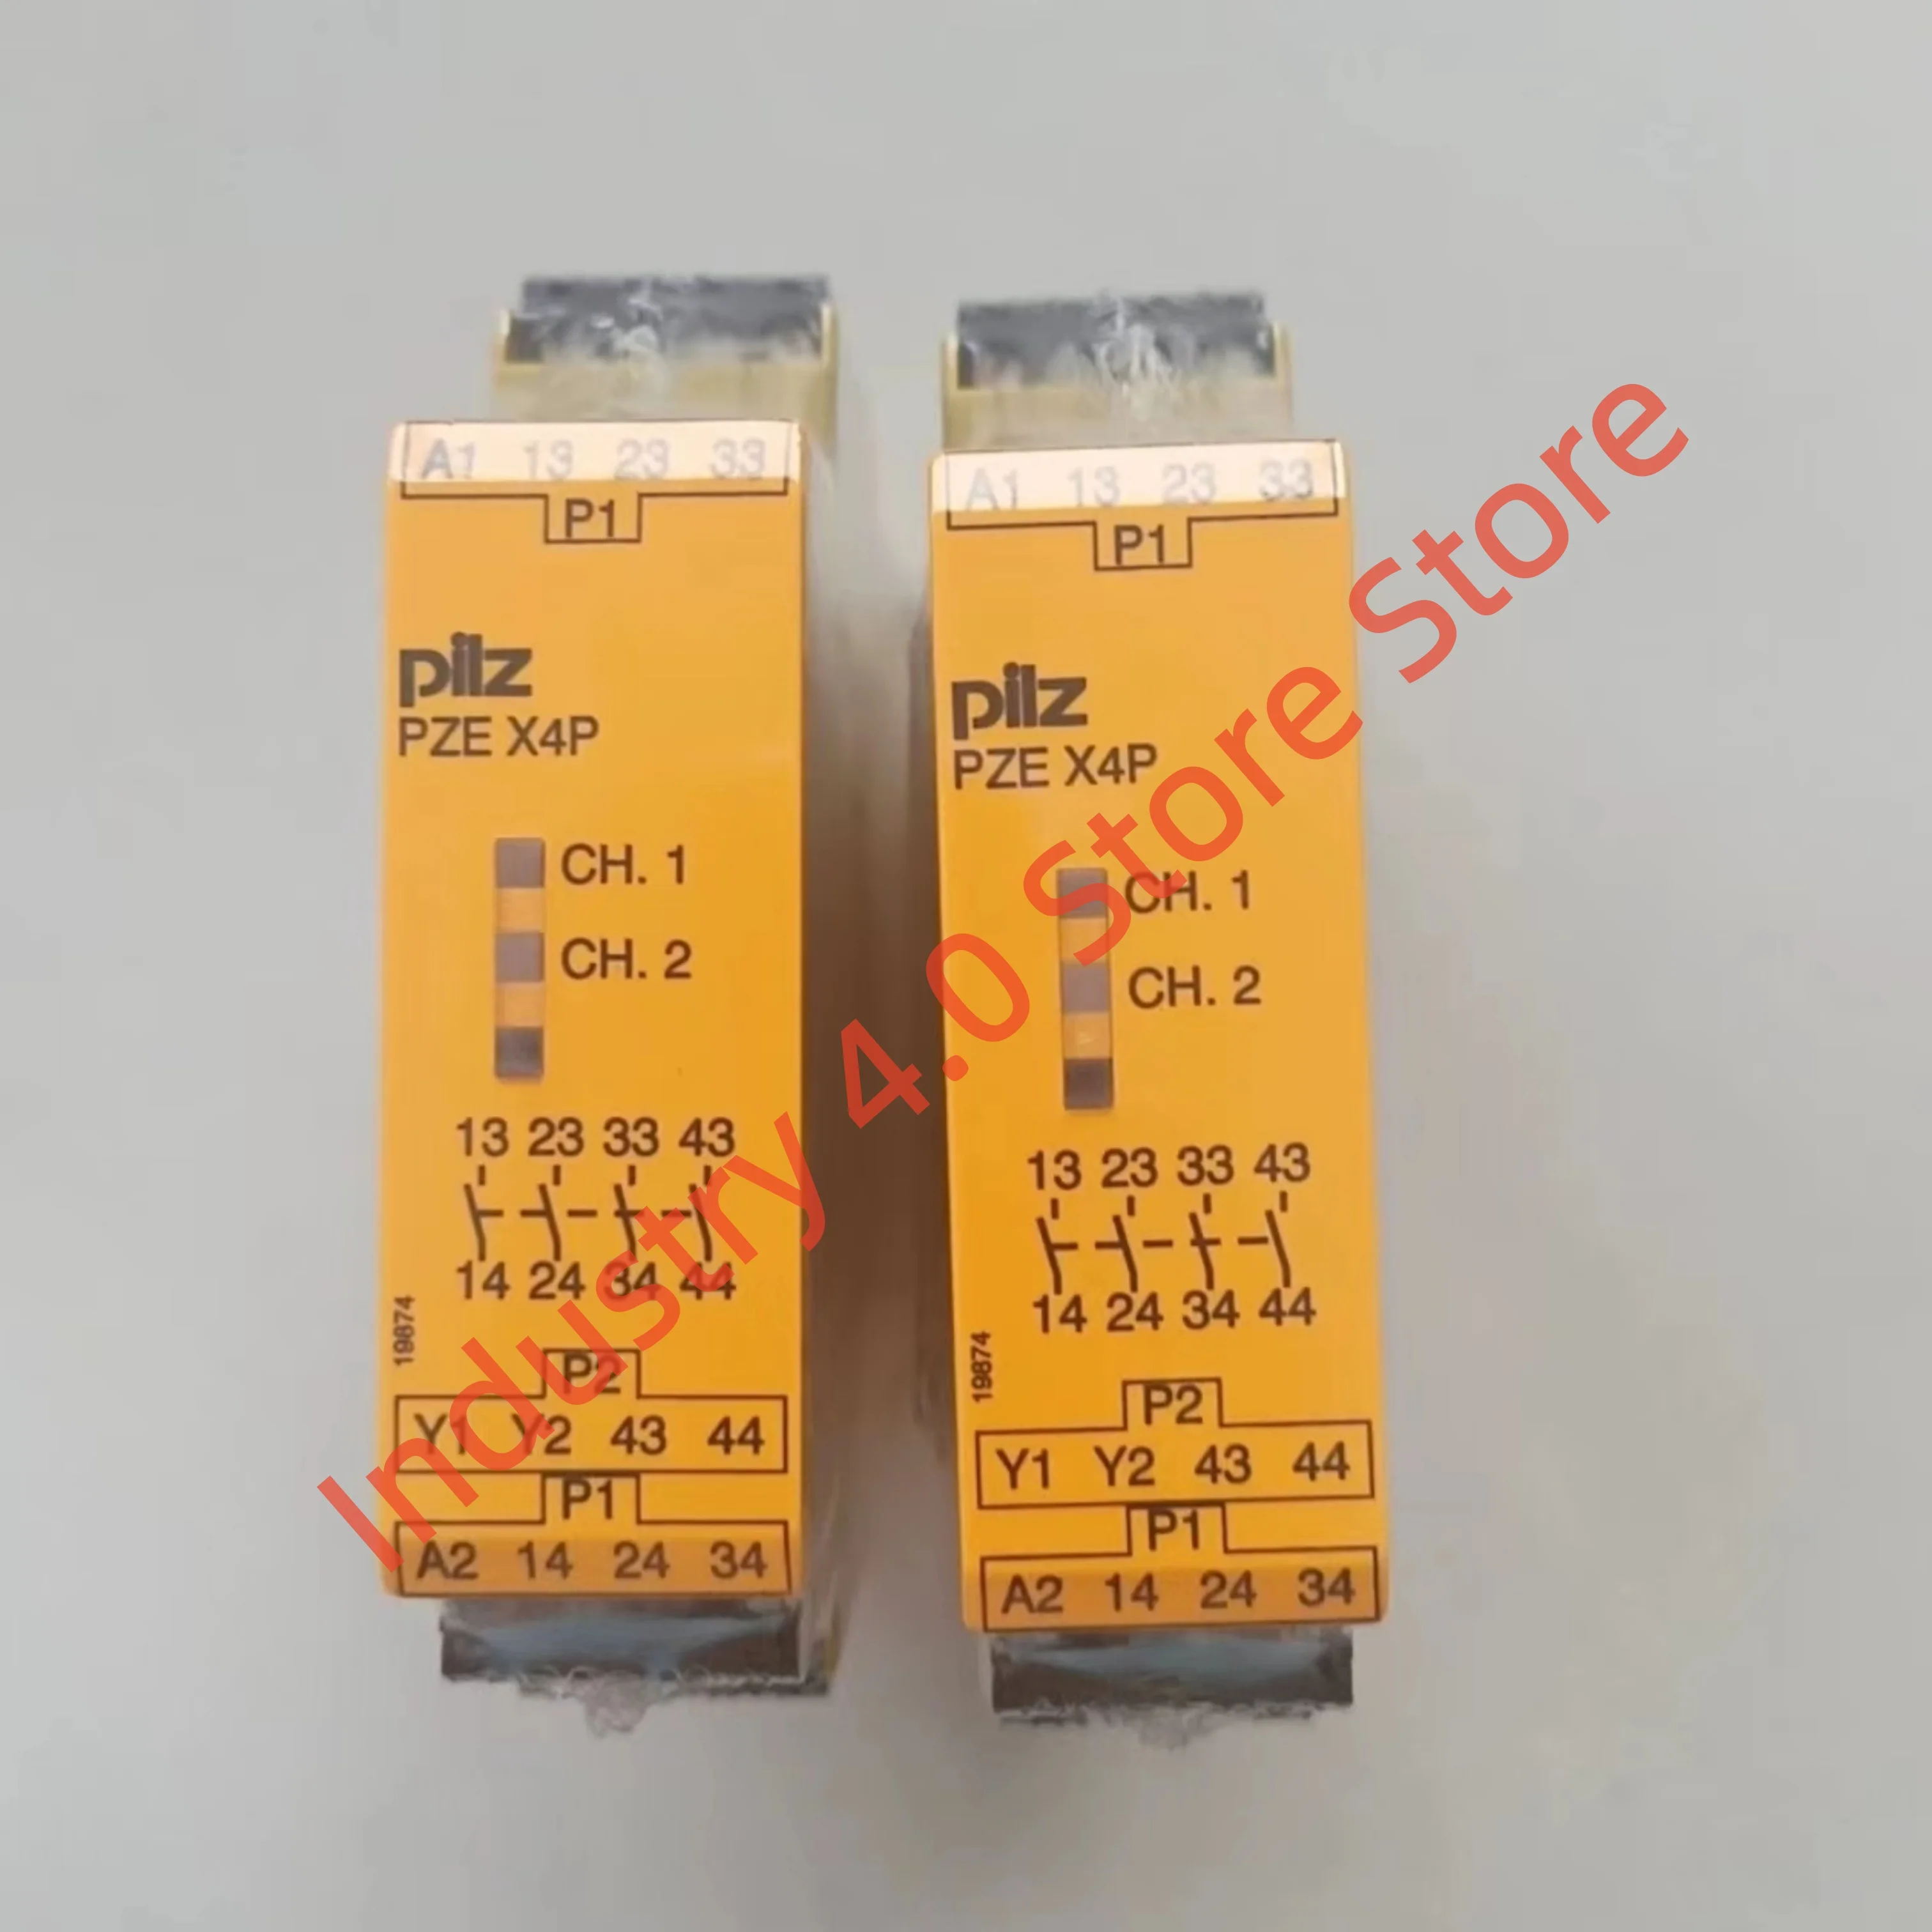 A1 13 23 33
P1
pilz
PZE X4P
CH. 1
CH. 2
13 23 33 43
14 24 34 44
19874
P2
Y1 Y2 43 44
P1
A2 14 24 34
A1 13 23 33
P1
pilz
PZE X4P
CH. 1
CH. 2
13 23 33 43
14 24 34 44
19874
P2
Y1 Y2 43 44
P1
A2 14 24 34
Industry 4.0 Store Store